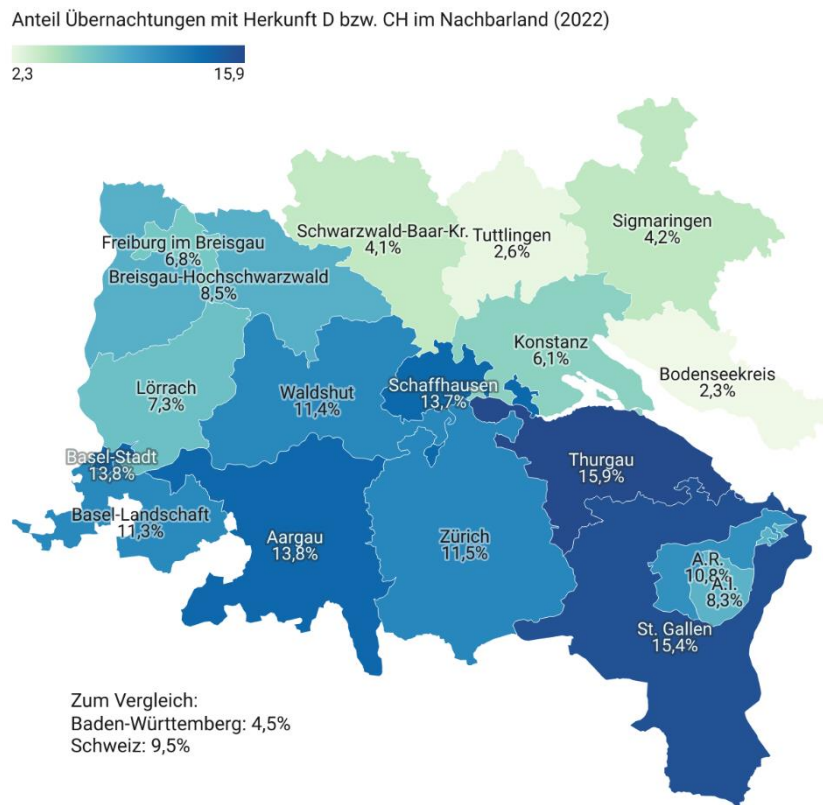 Anteil Übernachtungen mit Herkunft D bzw. CH im Nachbarland (2022)
2,3 15,9
Schwarzwald-Baar-Kr.
4,1%
Tuttlingen
2,6%
Sigmaringen
4,2%
Freiburg im Breisgau
6,8%
Breisgau-Hochschwarzwald
8,5%
Konstanz
6,1%
Bodenseekreis
2,3%
Lörrach
7,3%
Waldshut
11,4%
Schaffhausen
13,7%
Basel-Stadt
13,8%
Thurgau
15,9%
Basel-Landschaft
11,3%
Aargau
13,8%
Zürich
11,5%
A.R.
10,8%
A.I.
8,3%
St. Gallen
15,4%
Zum Vergleich:
Baden-Württemberg: 4,5%
Schweiz: 9,5%